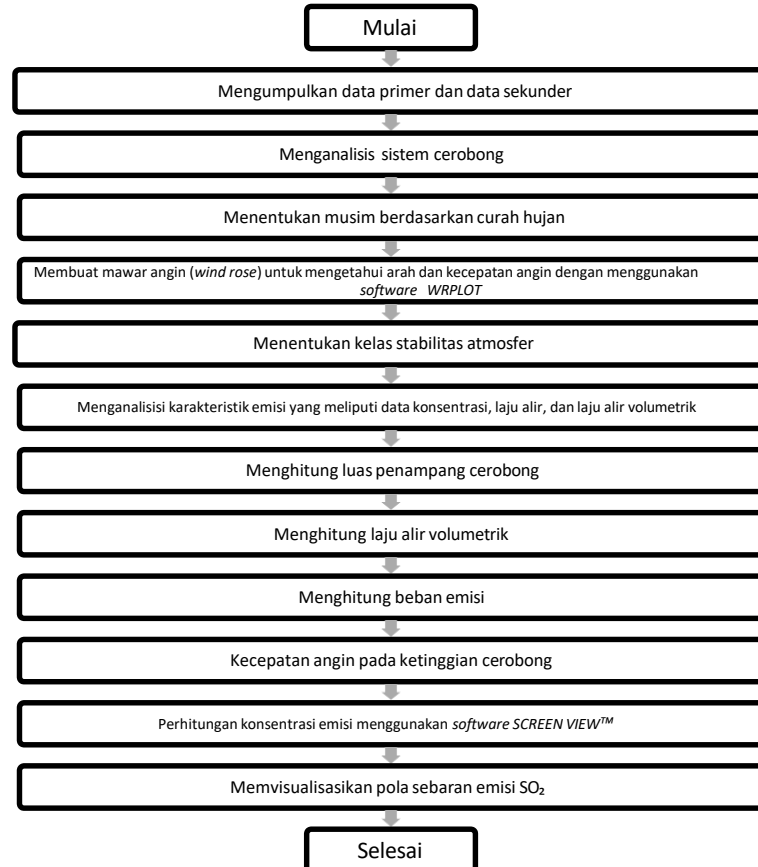 Mulai
Mengumpulkan data primer dan data sekunder
Menganalisis sistem cerobong
Menentukan musim berdasarkan curah hujan
Membuat mawar angin (wind rose) untuk mengetahui arah dan kecepatan angin dengan menggunakan
software WRPLOT
Menentukan kelas stabilitas atmosfer
Menganalisisi karakteristik emisi yang meliputi data konsentrasi, laju alir, dan laju alir volumetrik
Menghitung luas penampang cerobong
Menghitung laju alir volumetrik
Menghitung beban emisi
Kecepatan angin pada ketinggian cerobong
Perhitungan konsentrasi emisi menggunakan software SCREEN VIEW™
Memvisualisasikan pola sebaran emisi SO₂
Selesai